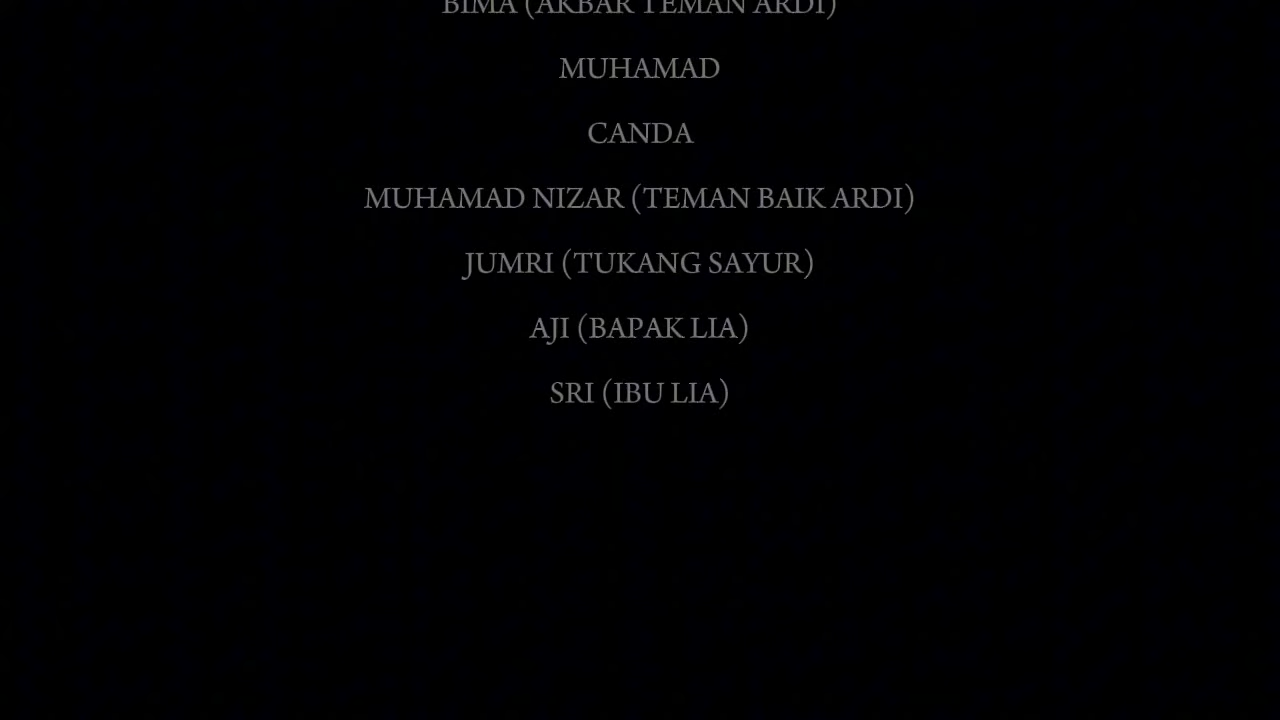 BIMA (AKBAR TEMAN ARDI)
MUHAMAD
CANDA
MUHAMAD NIZAR (TEMAN BAIK ARDI)
JUMRI (TUKANG SAYUR)
AJI (BAPAK LIA)
SRI (IBU LIA)